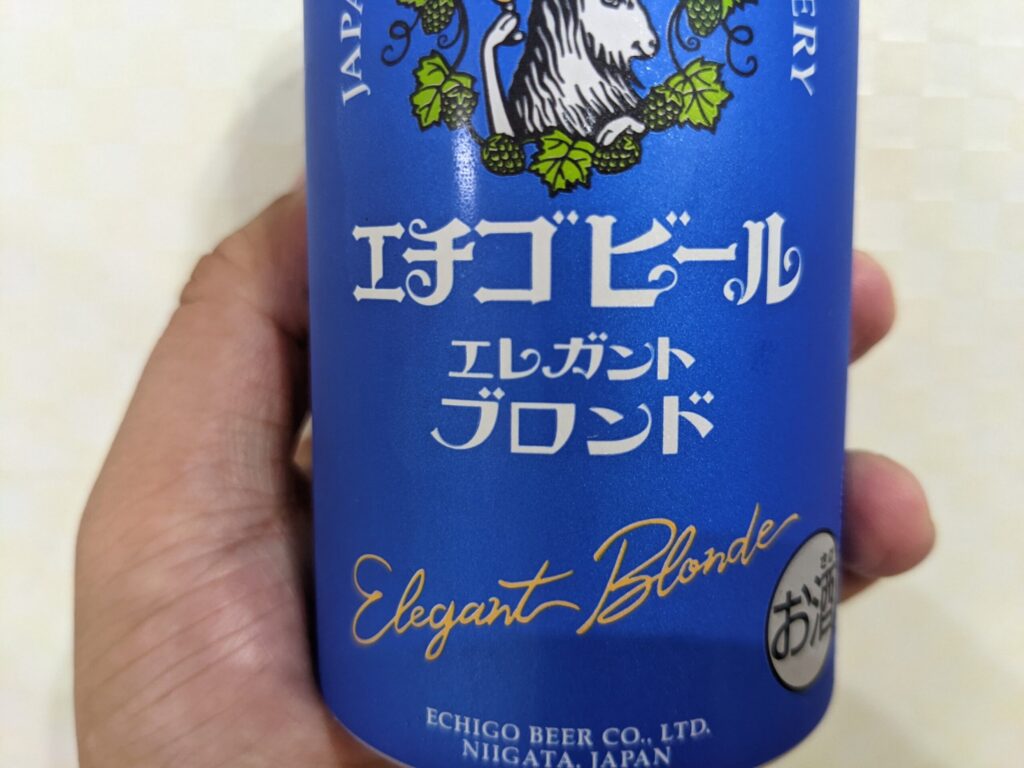 エチゴビール
エレガント
ブロンド
Elegant Blonde
お酒
ECHIGO BEER CO., LTD.
NIIGATA, JAPAN